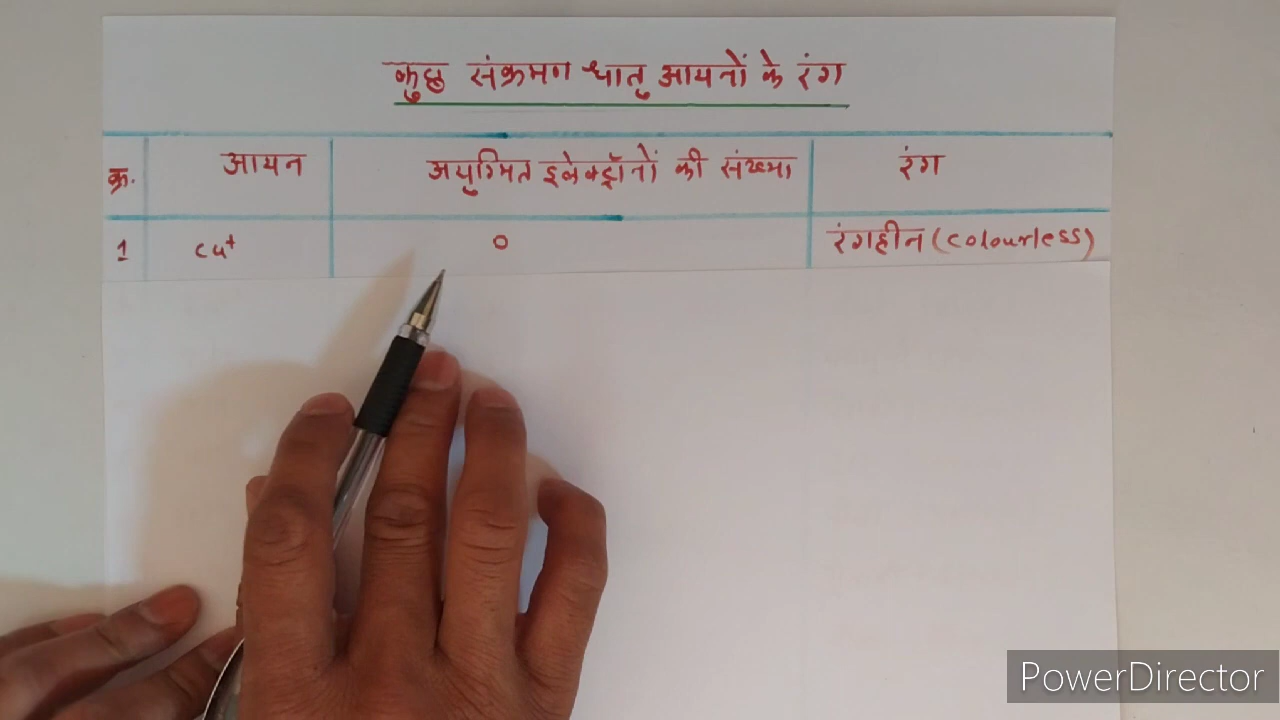 कुछ संक्रमण धातु आयनों के रंग
क्र. आयन अयुग्मित इलेक्ट्रॉनों की संख्या रंग
1 Cu⁺ 0 रंगहीन (colourless)
PowerDirector